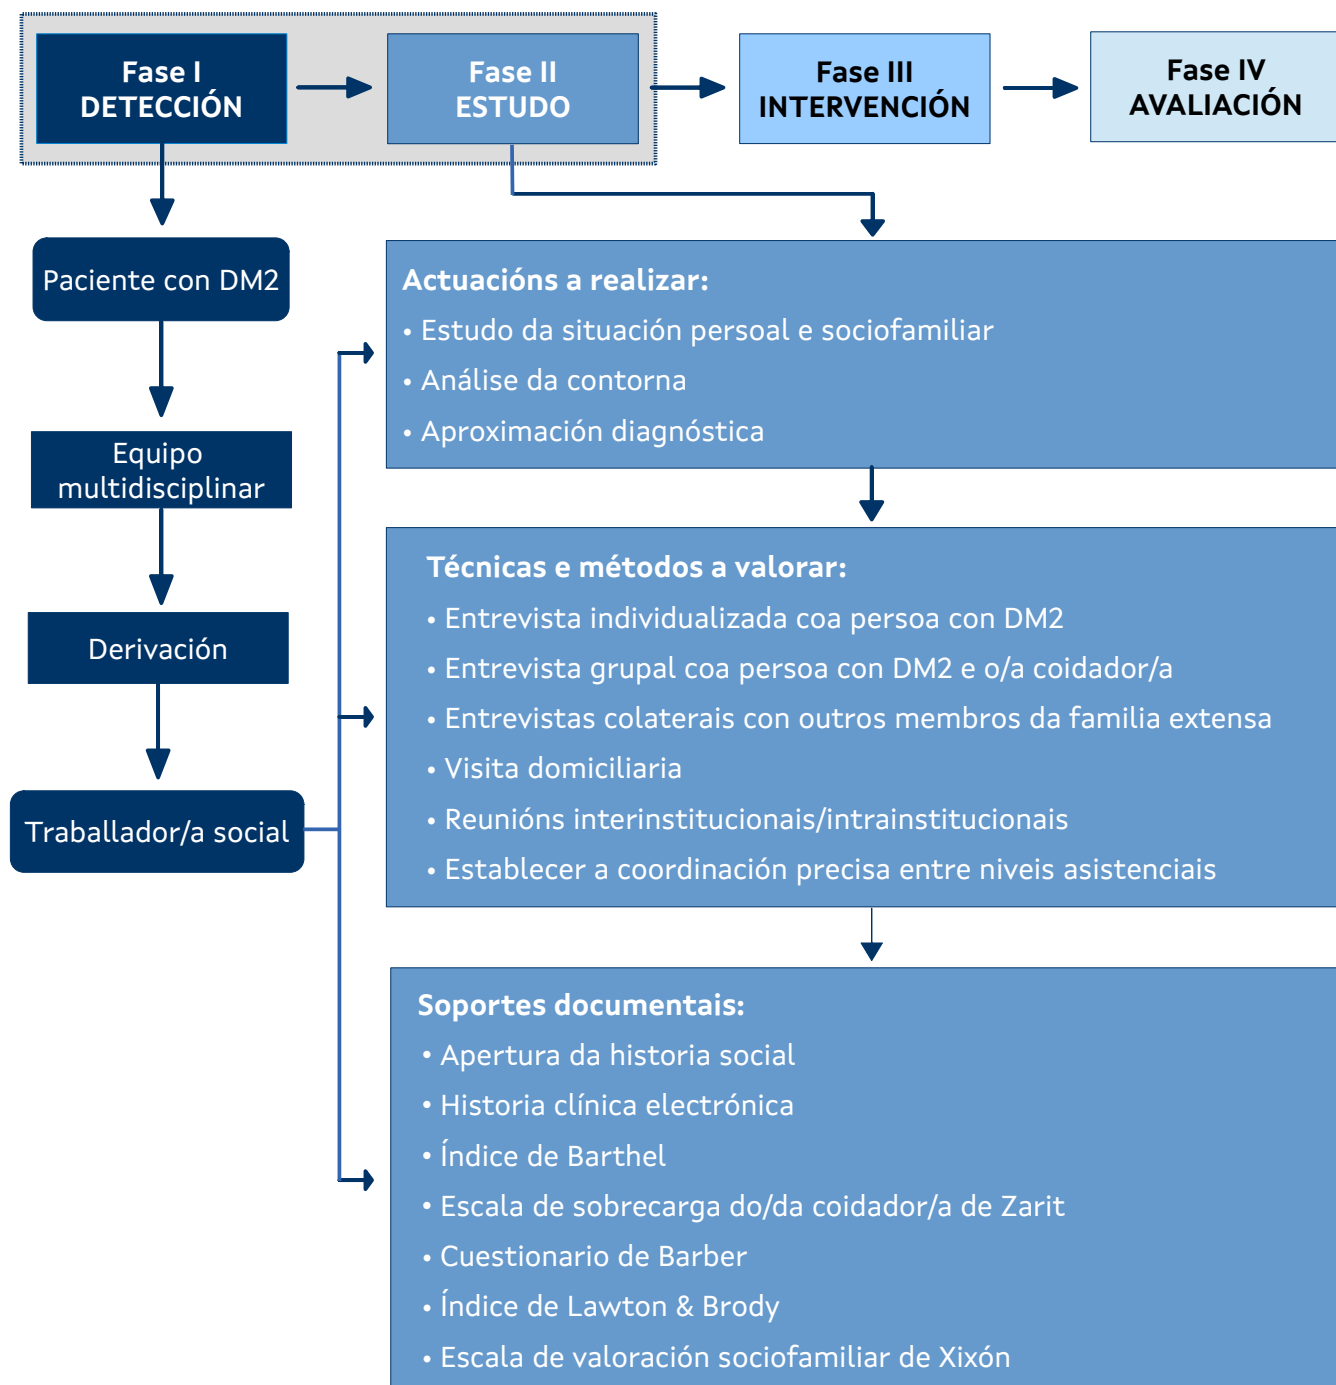 Fase I
DETECCIÓN
Fase II
ESTUDO
Fase III
INTERVENCIÓN
Fase IV
AVALIACIÓN
Paciente con DM2
Equipo
multidisciplinar
Derivación
Traballador/a social
Actuacións a realizar:
• Estudo da situación persoal e sociofamiliar
• Análise da contorna
• Aproximación diagnóstica
Técnicas e métodos a valorar:
• Entrevista individualizada coa persoa con DM2
• Entrevista grupal coa persoa con DM2 e o/a coidador/a
• Entrevistas colaterais con outros membros da familia extensa
• Visita domiciliaria
• Reunións interinstitucionais/intrainstitucionais
• Establecer a coordinación precisa entre niveis asistenciais
Soportes documentais:
• Apertura da historia social
• Historia clínica electrónica
• Índice de Barthel
• Escala de sobrecarga do/da coidador/a de Zarit
• Cuestionario de Barber
• Índice de Lawton & Brody
• Escala de valoración sociofamiliar de Xixón